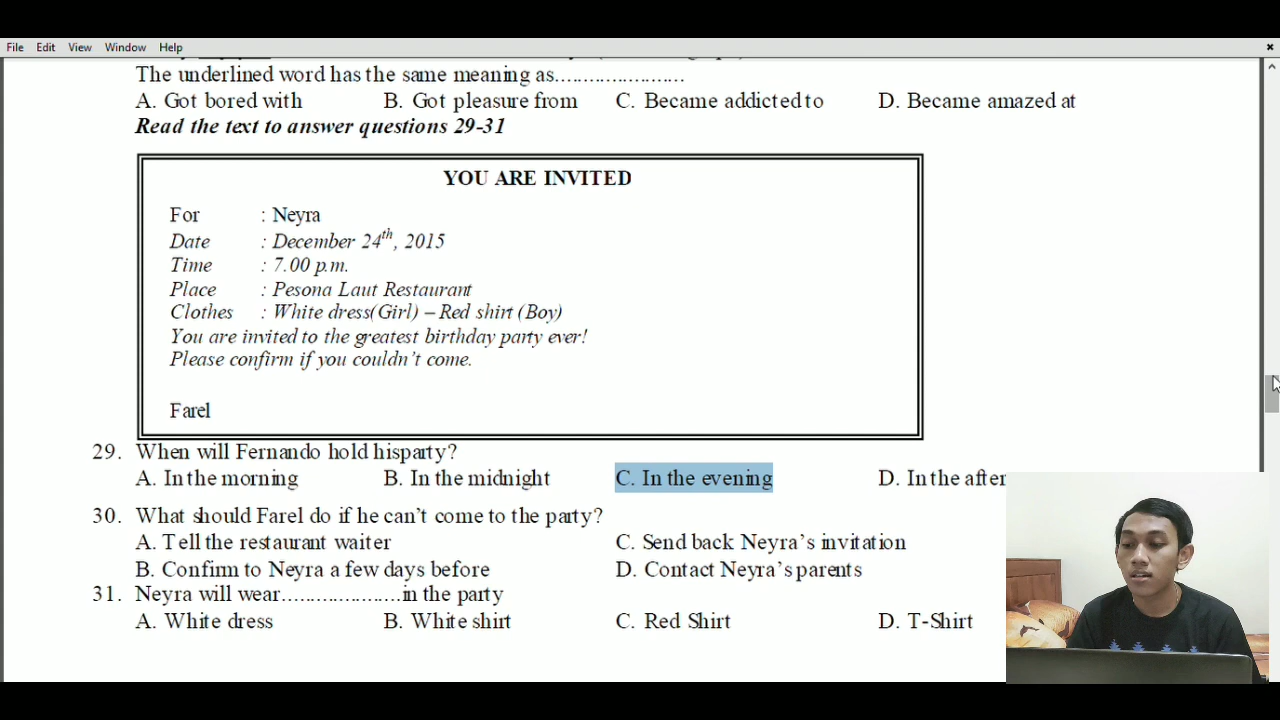 File Edit View Window Help
The underlined word has the same meaning as......................
A. Got bored with B. Got pleasure from C. Became addicted to D. Became amazed at
Read the text to answer questions 29-31
YOU ARE INVITED
For : Neyra
Date : December 24th, 2015
Time : 7.00 p.m.
Place : Pesona Laut Restaurant
Clothes : White dress(Girl) – Red shirt (Boy)
You are invited to the greatest birthday party ever!
Please confirm if you couldn't come.
Farel
29. When will Fernando hold hisparty?
A. In the morning B. In the midnight C. In the evening D. In the after
30. What should Farel do if he can't come to the party?
A. Tell the restaurant waiter C. Send back Neyra's invitation
B. Confirm to Neyra a few days before D. Contact Neyra's parents
31. Neyra will wear....................in the party
A. White dress B. White shirt C. Red Shirt D. T-Shirt